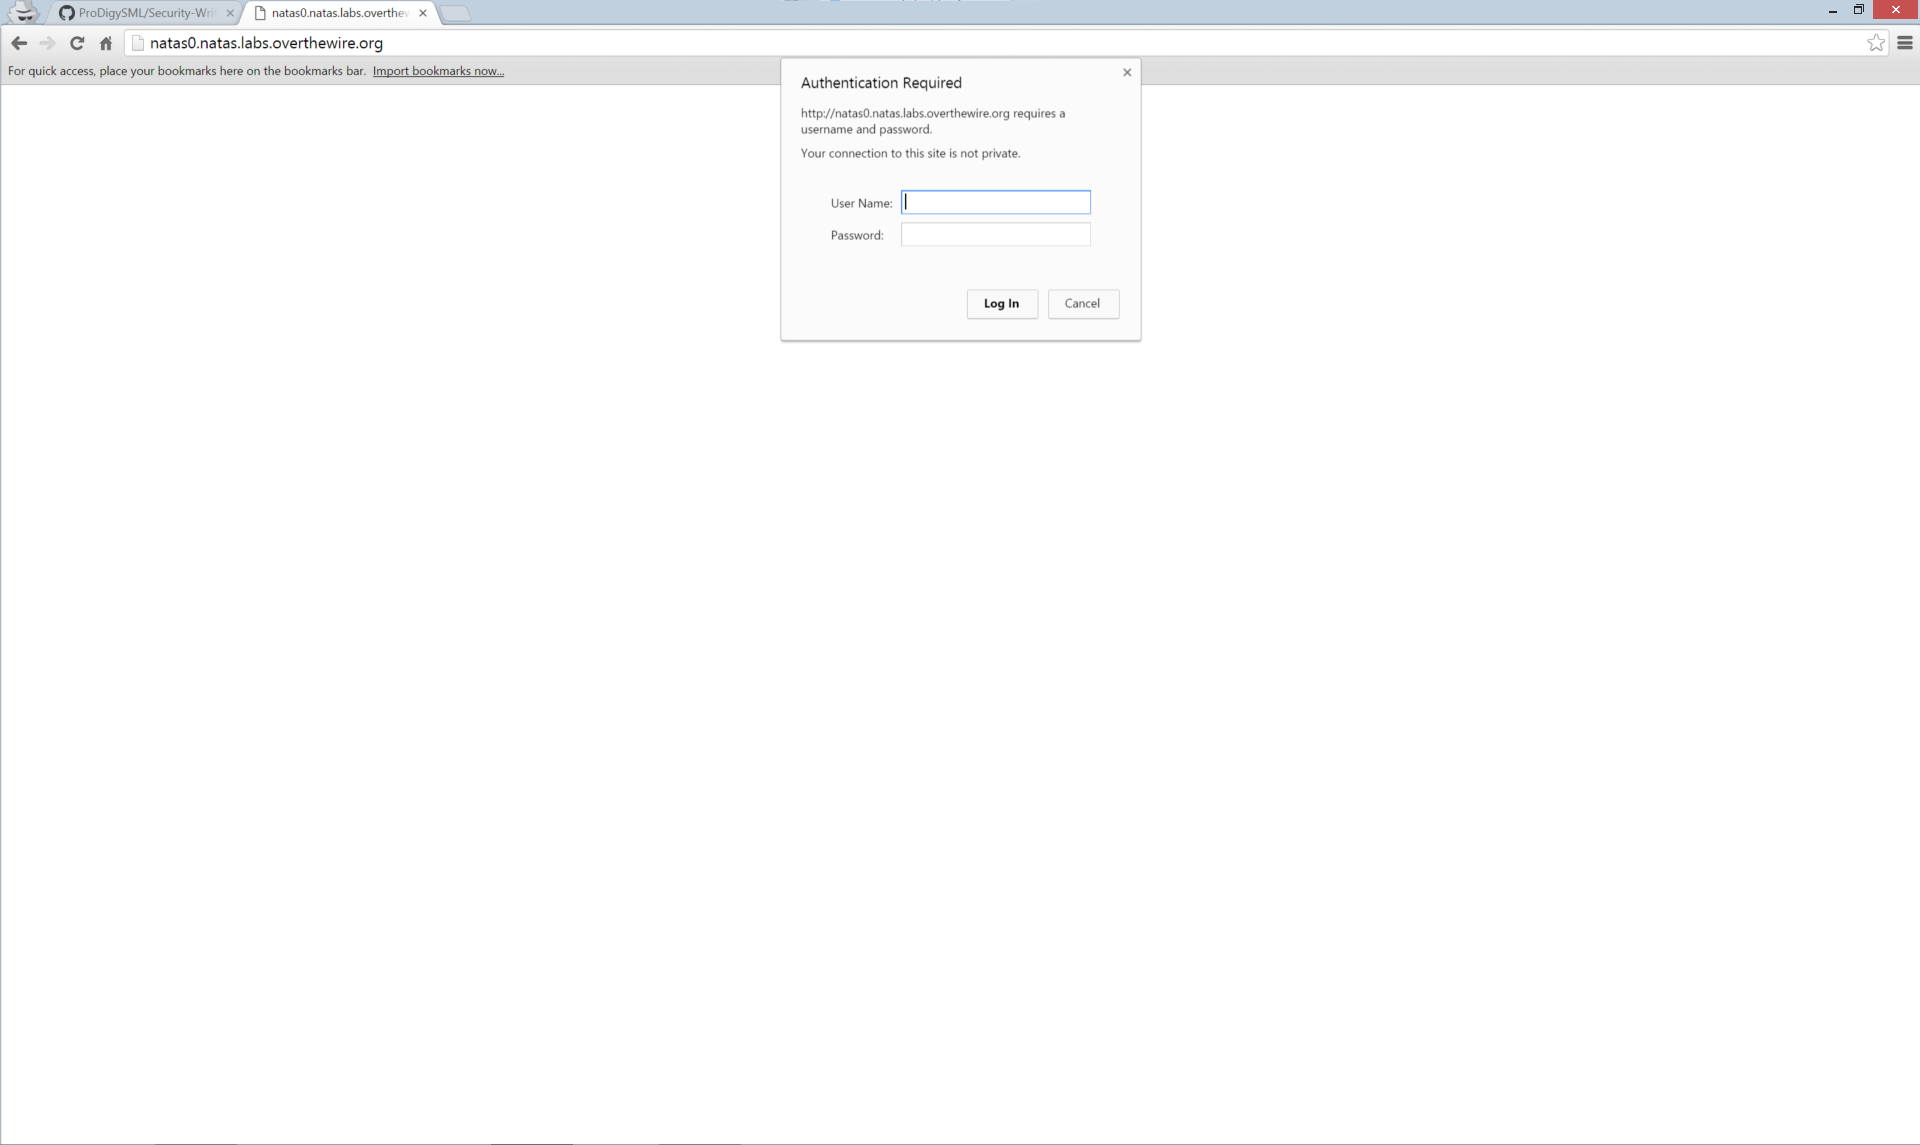 ProDigySML/Security-Wri
natas0.natas.labs.overthew
natas0.natas.labs.overthewire.org
For quick access, place your bookmarks here on the bookmarks bar. Import bookmarks now...
Authentication Required
http://natas0.natas.labs.overthewire.org requires a
username and password.
Your connection to this site is not private.
User Name:
Password:
Log In Cancel